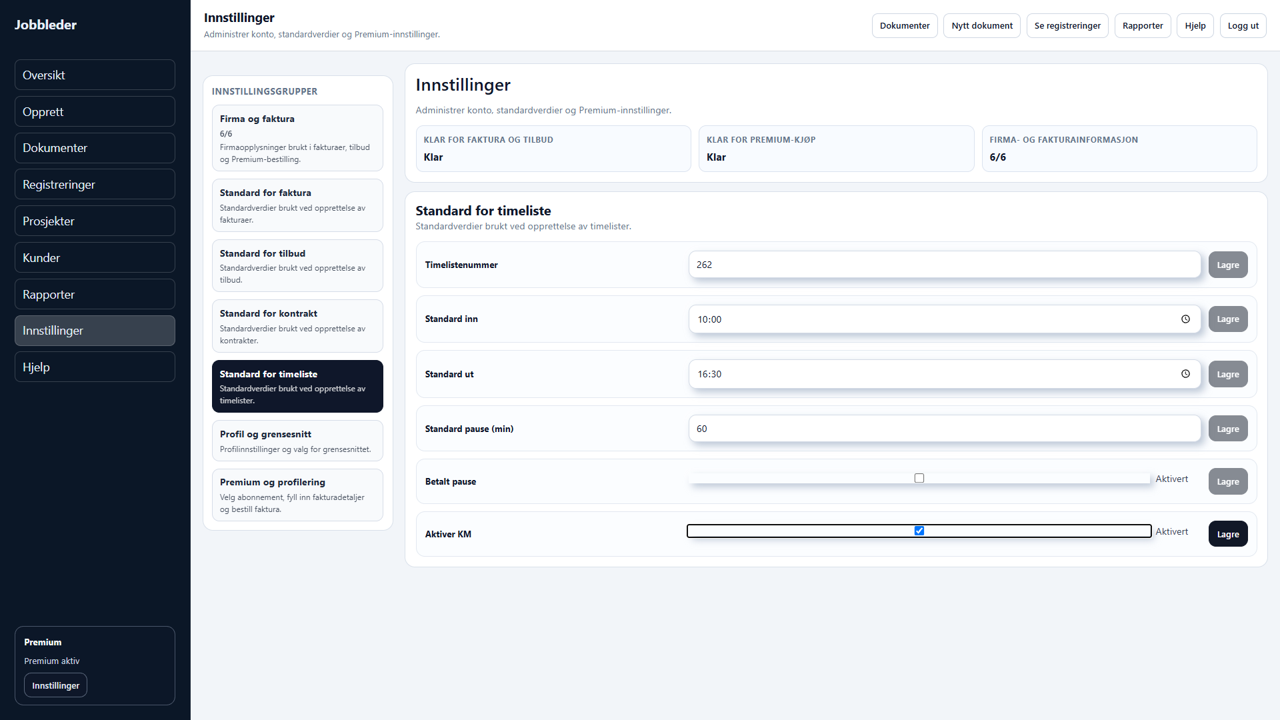 Jobbleder
Oversikt
Opprett
Dokumenter
Registreringer
Prosjekter
Kunder
Rapporter
Innstillinger
Hjelp
Premium
Premium aktiv
Innstillinger
Innstillinger
Administrer konto, standardverdier og Premium-innstillinger.
Dokumenter
Nytt dokument
Se registreringer
Rapporter
Hjelp
Logg ut
INNSTILLINGSGRUPPER
Firma og faktura
6/6
Firmaopplysninger brukt i fakturaer, tilbud
og Premium-bestilling.
Standard for faktura
Standardverdier brukt ved opprettelse av
fakturaer.
Standard for tilbud
Standardverdier brukt ved opprettelse av
tilbud.
Standard for kontrakt
Standardverdier brukt ved opprettelse av
kontrakter.
Standard for timeliste
Standardverdier brukt ved opprettelse av
timelister.
Profil og grensesnitt
Profilinnstillinger og valg for grensesnittet.
Premium og profilering
Velg abonnement, fyll inn fakturadetaljer
og bestill faktura.
Innstillinger
Administrer konto, standardverdier og Premium-innstillinger.
KLAR FOR FAKTURA OG TILBUD
Klar
KLAR FOR PREMIUM-KJØP
Klar
FIRMA- OG FAKTURAINFORMASJON
6/6
Standard for timeliste
Standardverdier brukt ved opprettelse av timelister.
Timelistenummer
262
Lagre
Standard inn
10:00
Lagre
Standard ut
16:30
Lagre
Standard pause (min)
60
Lagre
Betalt pause
Aktivert
Lagre
Aktiver KM
Aktivert
Lagre